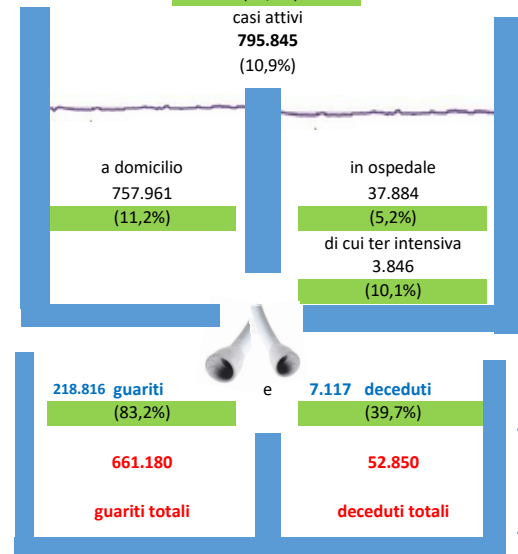 casi attivi
795.845
(10,9%)
a domicilio
757.961
(11,2%)
in ospedale
37.884
(5,2%)
di cui ter intensiva
3.846
(10,1%)
218.816 guariti
(83,2%)
e
7.117 deceduti
(39,7%)
661.180
guariti totali
52.850
deceduti totali